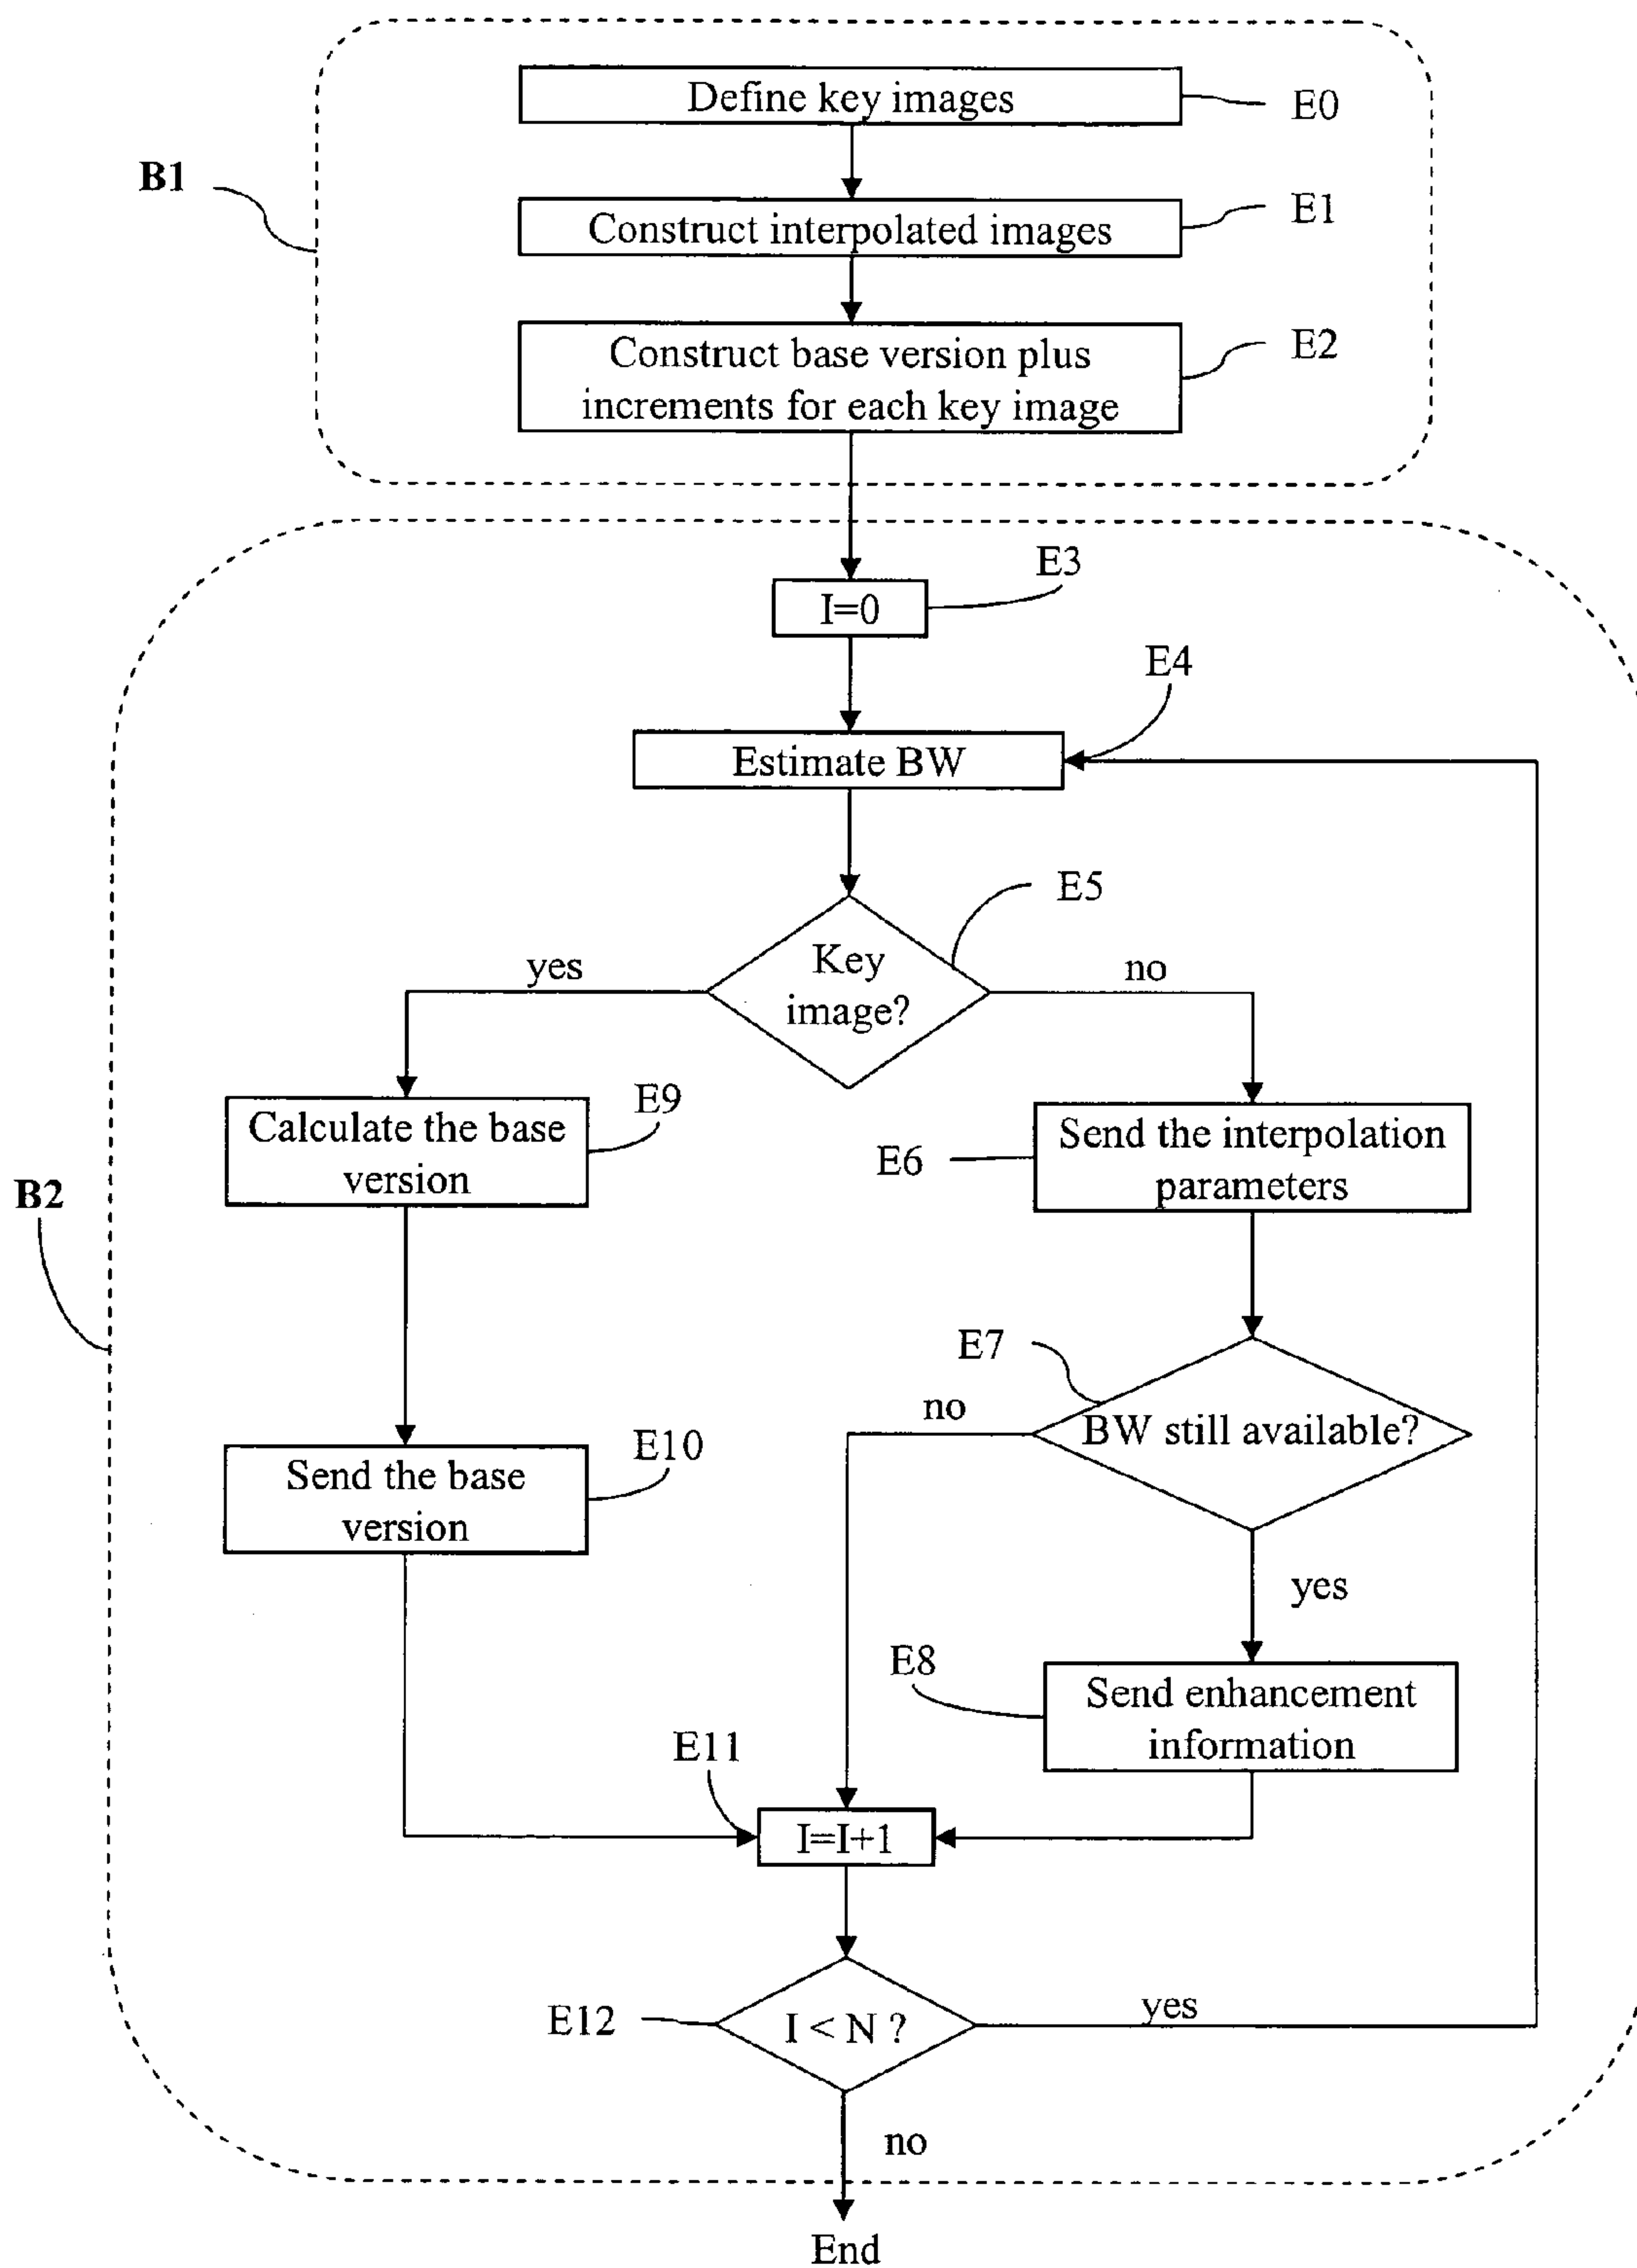 Define key images
E0
B1
Construct interpolated images
E1
Construct base version plus
increments for each key image
E2
I=0
E3
E4
Estimate BW
E5
Key
image?
yes
no
Calculate the base
version
E9
E6
Send the interpolation
parameters
B2
E7
no
BW still available?
Send the base
version
E10
yes
E8
Send enhancement
information
E11
I=I+1
E12
I < N ?
yes
no
End